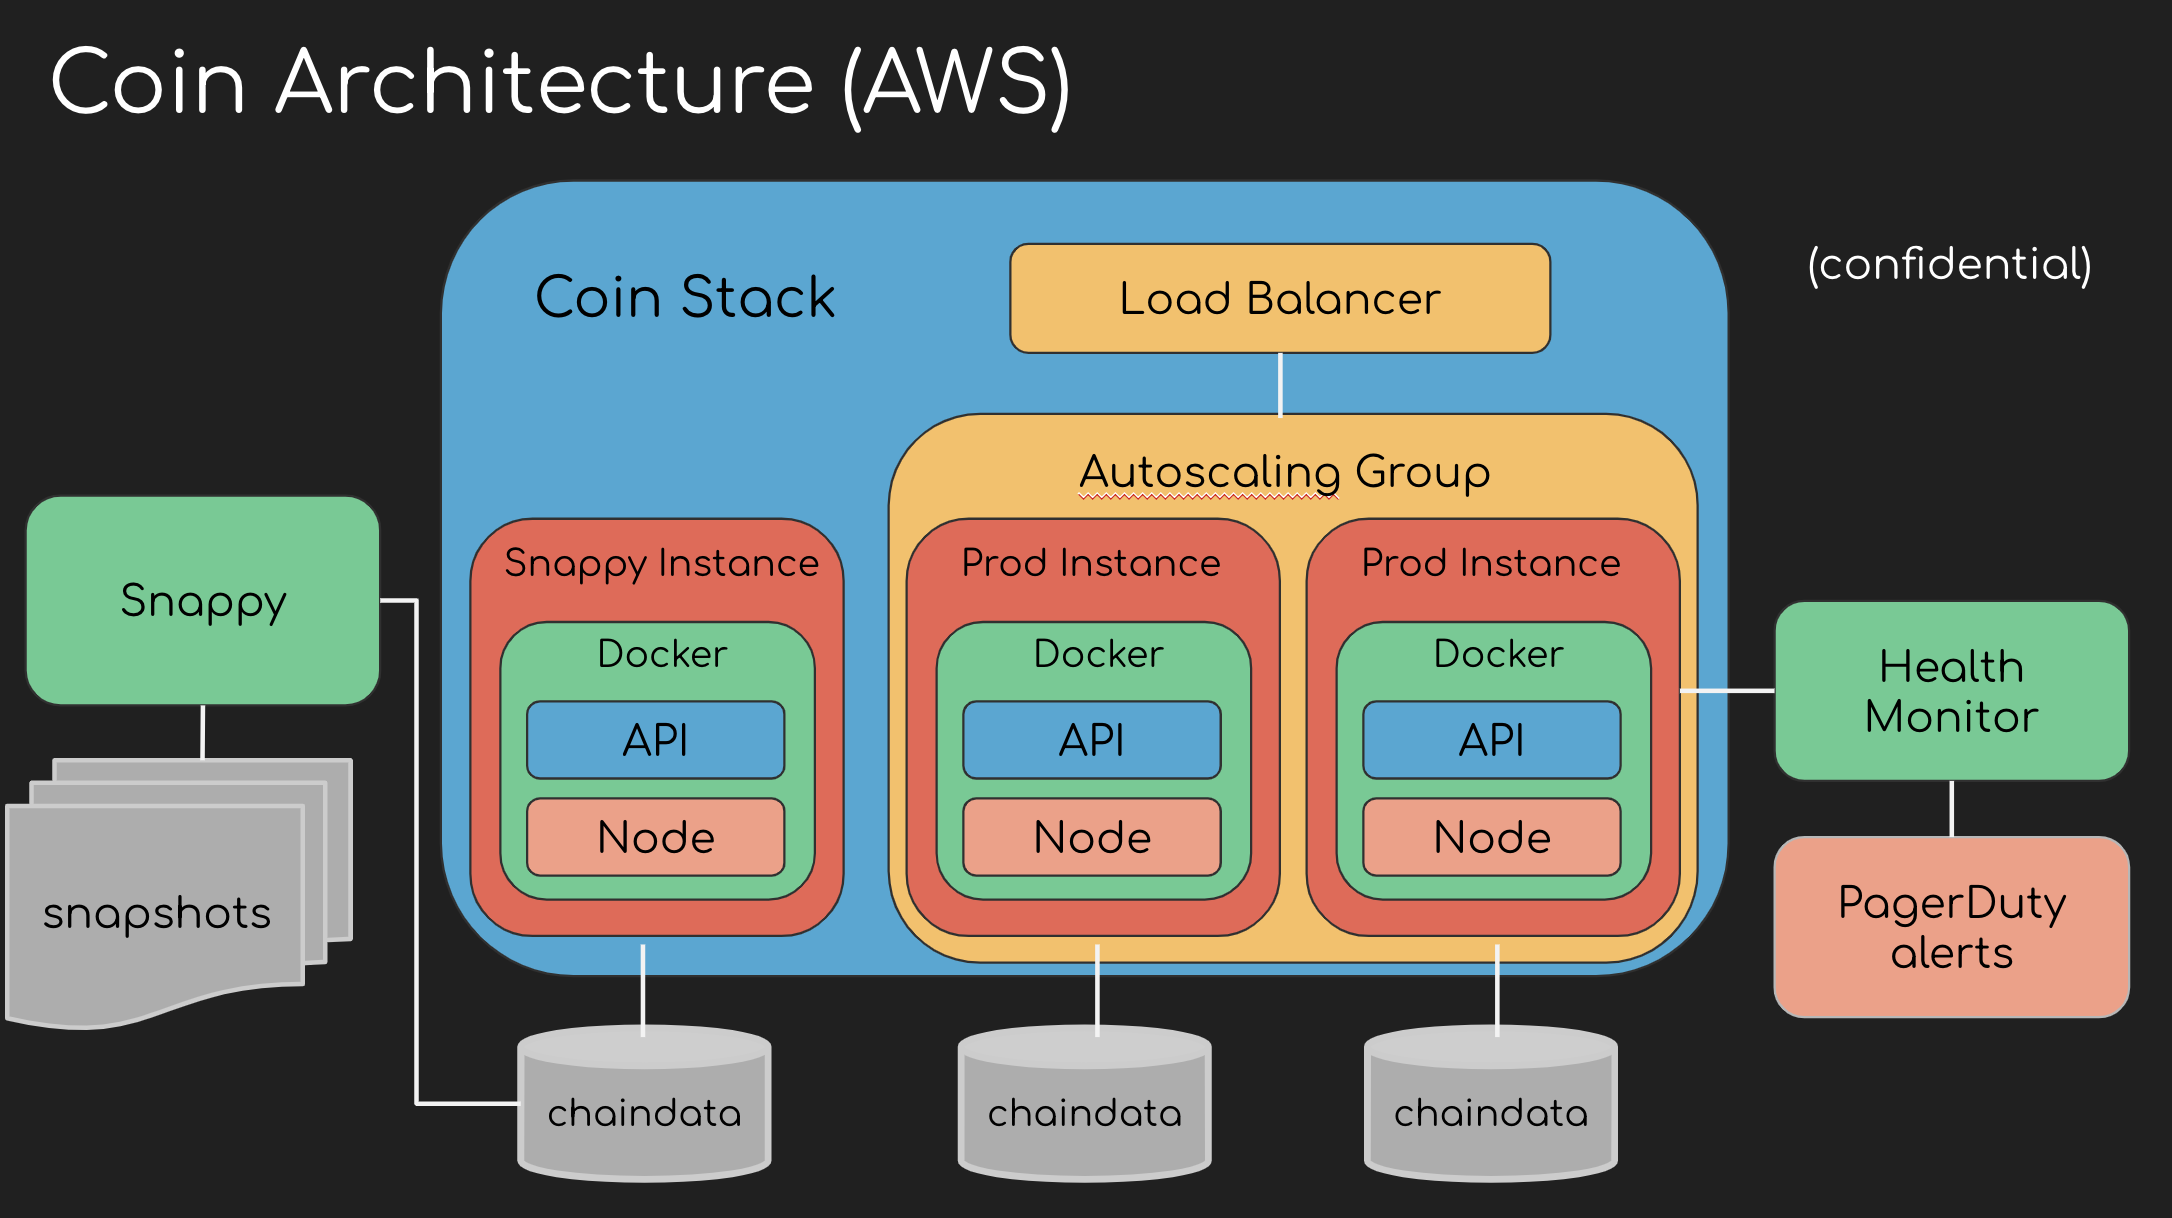 Coin Architecture (AWS)
(confidential)
Coin Stack
Load Balancer
Autoscaling Group
Snappy
snapshots
Snappy Instance
Docker
API
Node
Prod Instance
Docker
API
Node
Prod Instance
Docker
API
Node
Health
Monitor
PagerDuty
alerts
chaindata
chaindata
chaindata